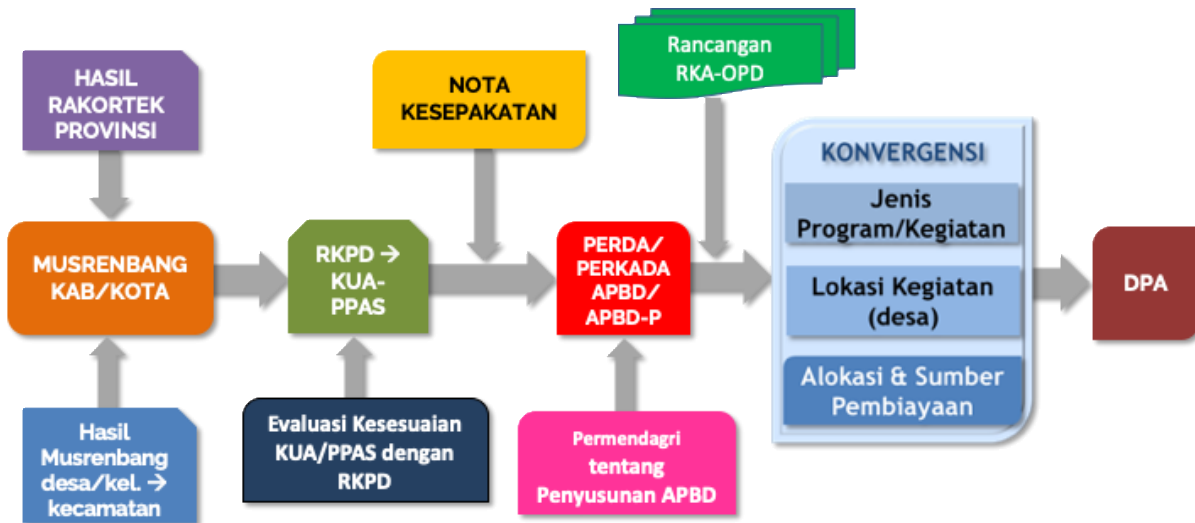 HASIL
RAKORTEK
PROVINSI
NOTA
KESEPAKATAN
Rancangan
RKA-OPD
MUSRENBANG
KAB/KOTA
RKPD →
KUA-
PPAS
PERDA/
PERKADA
APBD/
APBD-P
KONVERGENSI
Jenis
Program/Kegiatan
Lokasi Kegiatan
(desa)
Alokasi & Sumber
Pembiayaan
DPA
Hasil
Musrenbang
desa/kel. →
kecamatan
Evaluasi Kesesuaian
KUA/PPAS dengan
RKPD
Permendagri
tentang
Penyusunan APBD